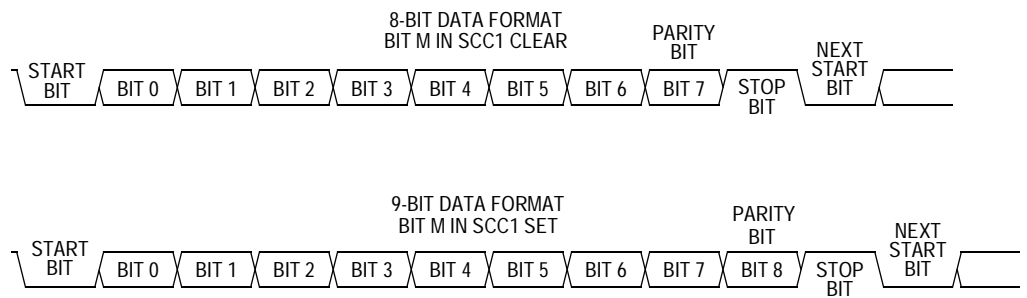 8-BIT DATA FORMAT
BIT M IN SCC1 CLEAR
PARITY
BIT
START
BIT
BIT 0
BIT 1
BIT 2
BIT 3
BIT 4
BIT 5
BIT 6
BIT 7
STOP
BIT
NEXT
START
BIT
9-BIT DATA FORMAT
BIT M IN SCC1 SET
PARITY
BIT
START
BIT
BIT 0
BIT 1
BIT 2
BIT 3
BIT 4
BIT 5
BIT 6
BIT 7
BIT 8
STOP
BIT
NEXT
START
BIT